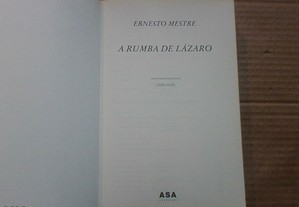 ERNESTO MESTRE
A RUMBA DE LÁZARO
ASA